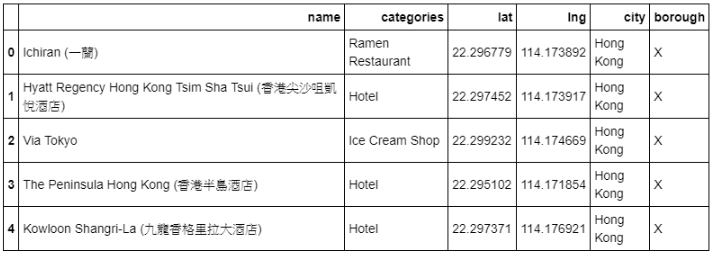 name categories lat lng city borough
0 Ichiran (一蘭) Ramen Restaurant 22.296779 114.173892 Hong Kong X
1 Hyatt Regency Hong Kong Tsim Sha Tsui (香港尖沙咀凱悅酒店) Hotel 22.297452 114.173917 Hong Kong X
2 Via Tokyo Ice Cream Shop 22.299232 114.174669 Hong Kong X
3 The Peninsula Hong Kong (香港半島酒店) Hotel 22.295102 114.171854 Hong Kong X
4 Kowloon Shangri-La (九龍香格里拉大酒店) Hotel 22.297371 114.176921 Hong Kong X